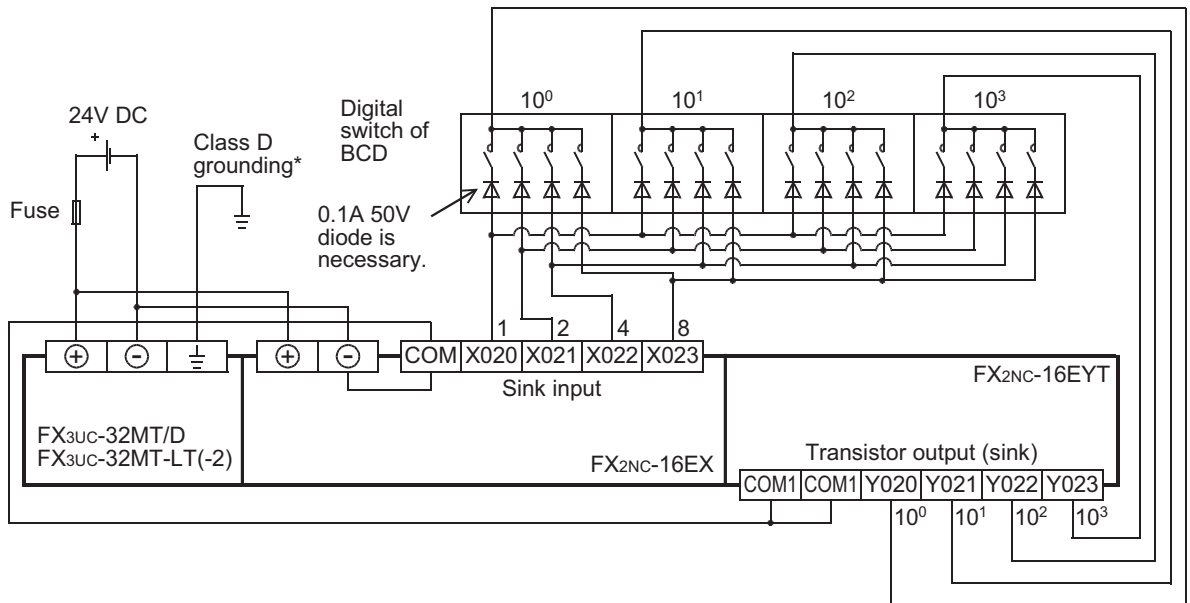 24V DC
+
Class D
grounding*
Fuse
Digital
switch of
BCD
10⁰ 10¹ 10² 10³
0.1A 50V
diode is
necessary.
1 2 4 8
+ - + - COM X020 X021 X022 X023
Sink input
FX2NC-16EYT
FX3UC-32MT/D
FX3UC-32MT-LT(-2)
FX2NC-16EX
Transistor output (sink)
COM1 COM1 Y020 Y021 Y022 Y023
10⁰ 10¹ 10² 10³